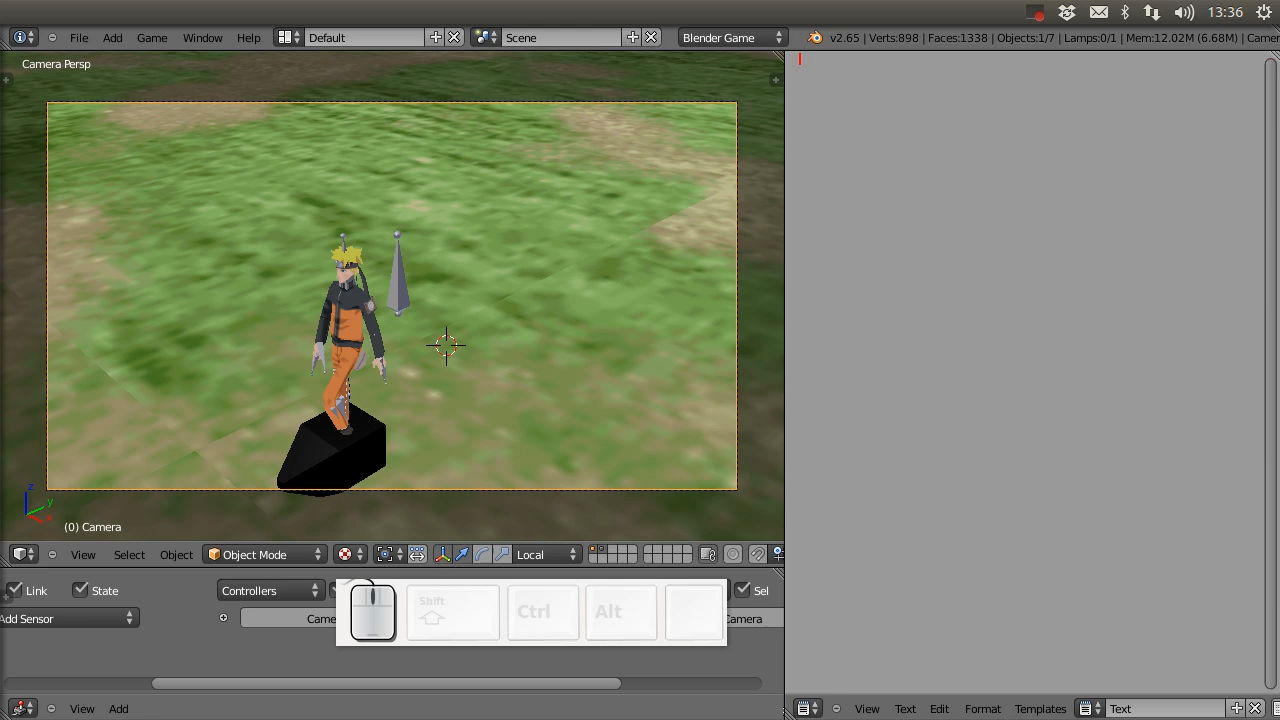 13:36
File Add Game Window Help Default Scene Blender Game v2.65 | Verts:898 | Faces:1338 | Objects:1/7 | Lamps:0/1 | Mem:12.02M (6.68M) | Camer
Camera Persp
z
y
x
(0) Camera
View Select Object Object Mode Local
Link State Controllers Sel
Add Sensor Came Camera
Shift
Ctrl Alt
View Add
View Text Edit Format Templates Text